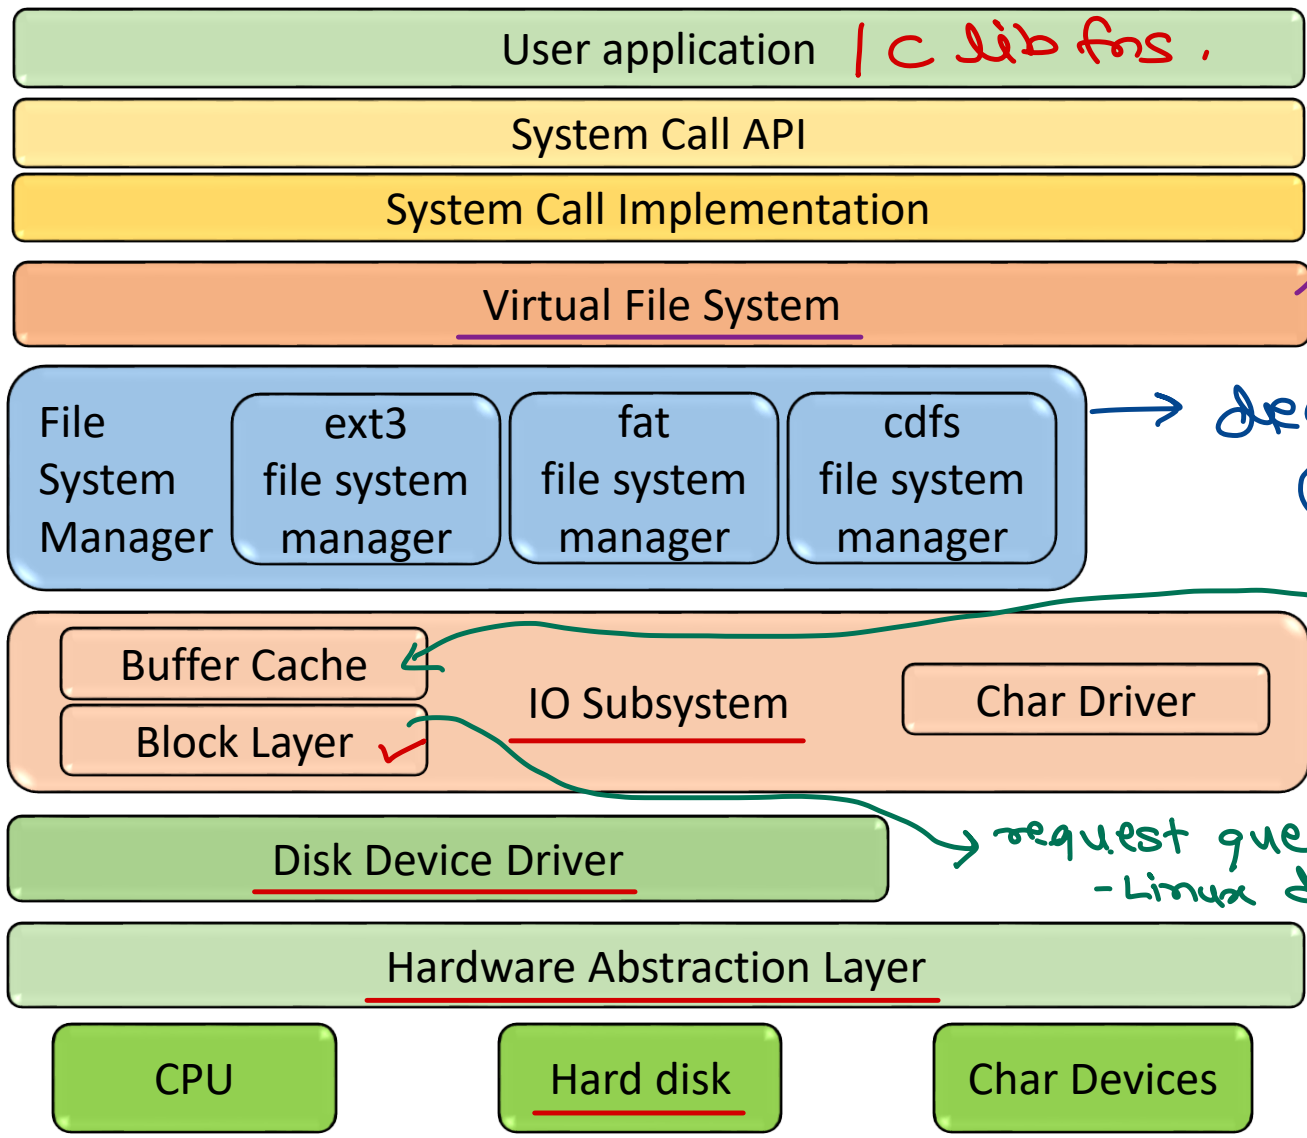 User application / C lib fns.
System Call API
System Call Implementation
Virtual File System
File
System
Manager
ext3
file system
manager
fat
file system
manager
cdfs
file system
manager
Buffer Cache
Block Layer
IO Subsystem
Char Driver
Disk Device Driver
request que
- Linux
Hardware Abstraction Layer
CPU
Hard disk
Char Devices